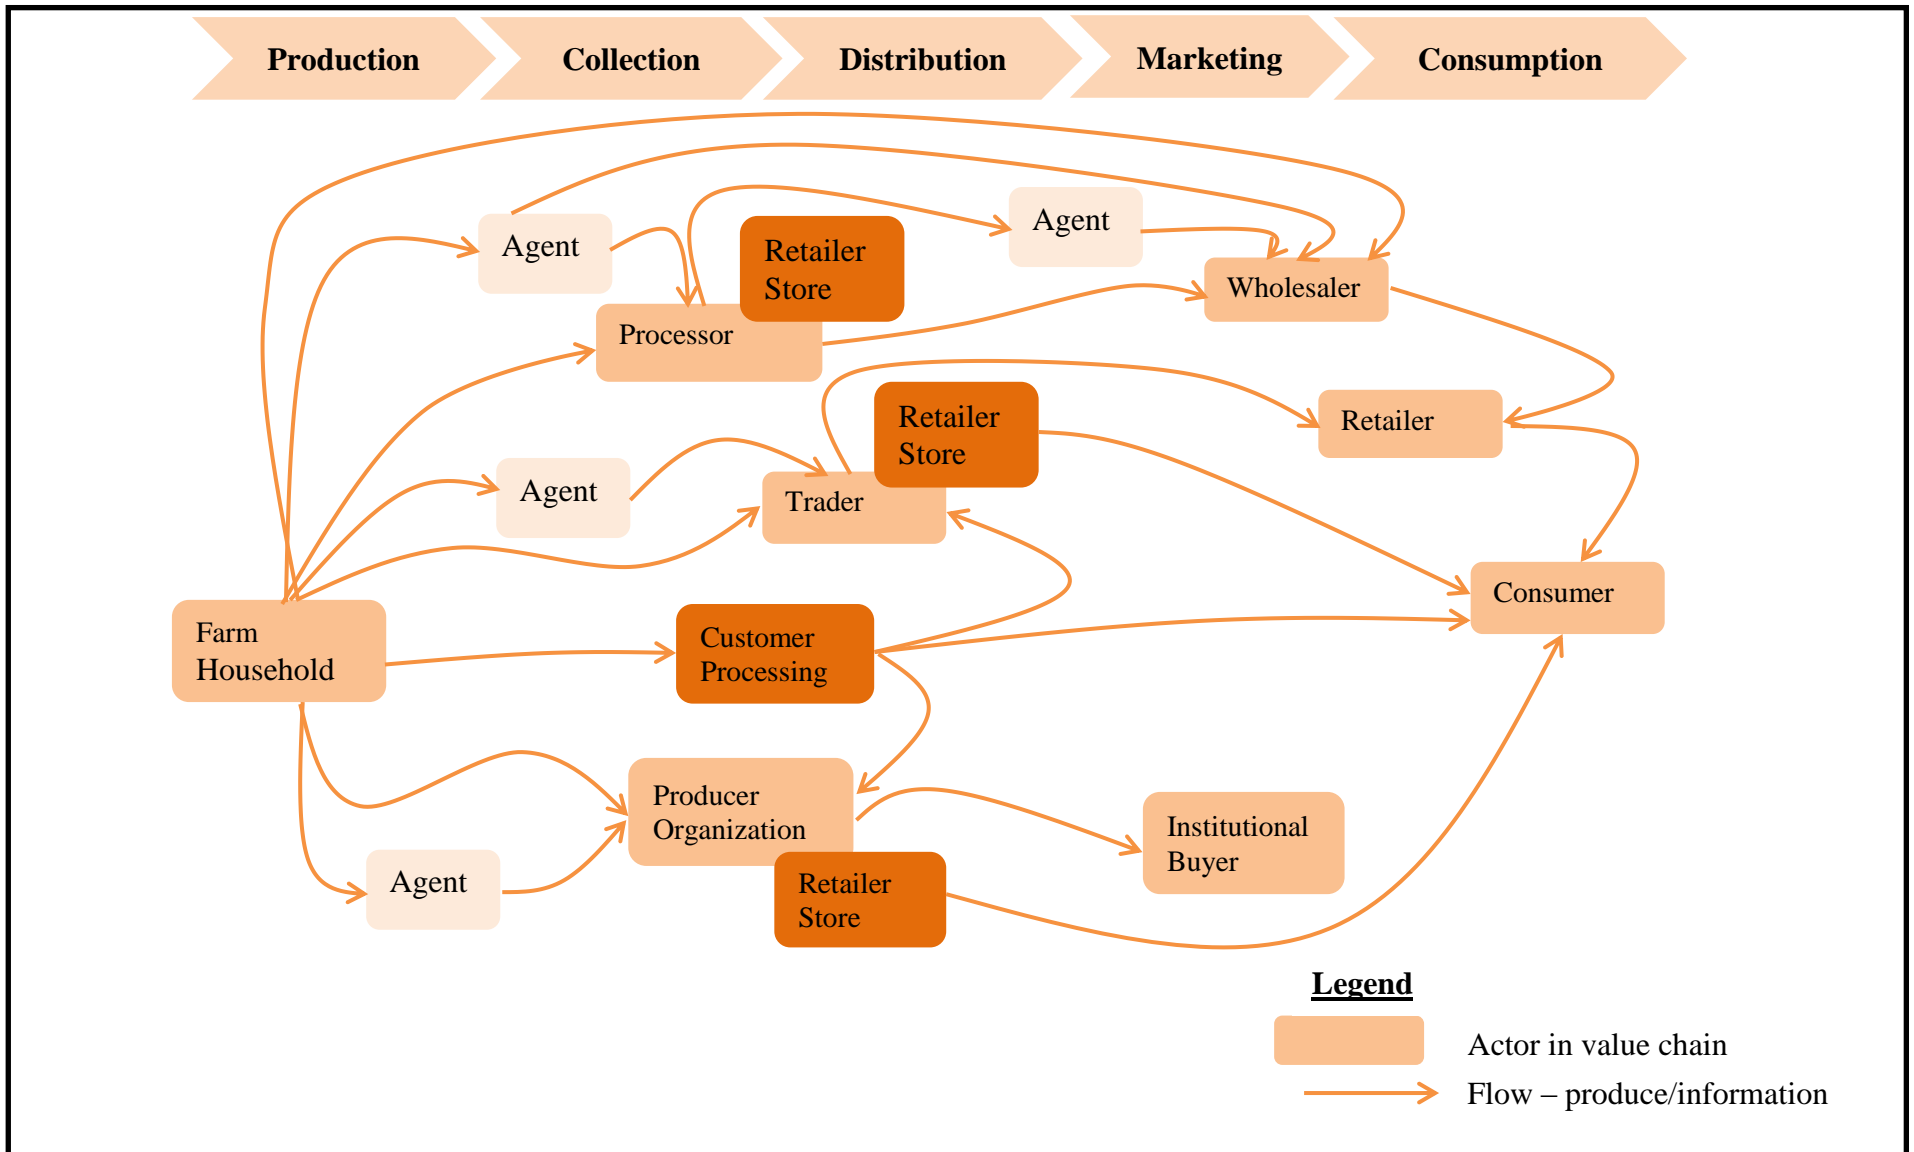 Production
Collection
Distribution
Marketing
Consumption
Agent
Retailer
Store
Agent
Processor
Wholesaler
Retailer
Store
Retailer
Agent
Trader
Farm
Household
Customer
Processing
Consumer
Producer
Organization
Institutional
Buyer
Agent
Retailer
Store
Legend
Actor in value chain
Flow – produce/information